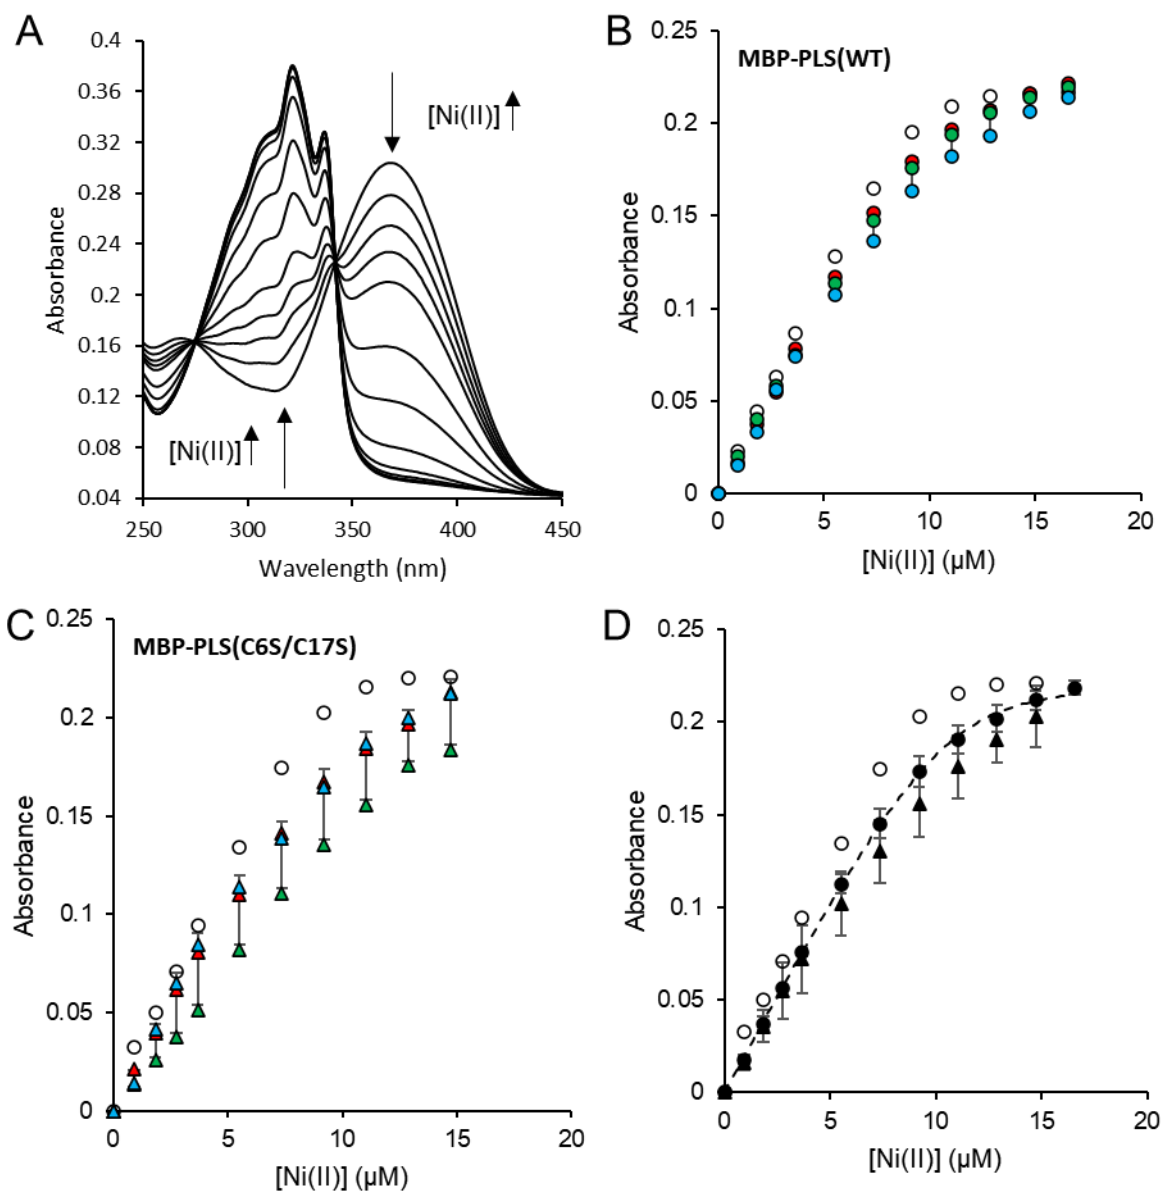 A
0.4
0.36
0.32
0.28
0.24
0.2
0.16
0.12
0.08
0.04
Absorbance
[Ni(II)]
[Ni(II)]
250 300 350 400 450
Wavelength (nm)
B
MBP-PLS(WT)
0.25
0.2
0.15
0.1
0.05
0
Absorbance
0 5 10 15 20
[Ni(II)] (µM)
C
MBP-PLS(C6S/C17S)
0.25
0.2
0.15
0.1
0.05
0
Absorbance
0 5 10 15 20
[Ni(II)] (µM)
D
0.25
0.2
0.15
0.1
0.05
0
Absorbance
0 5 10 15 20
[Ni(II)] (µM)